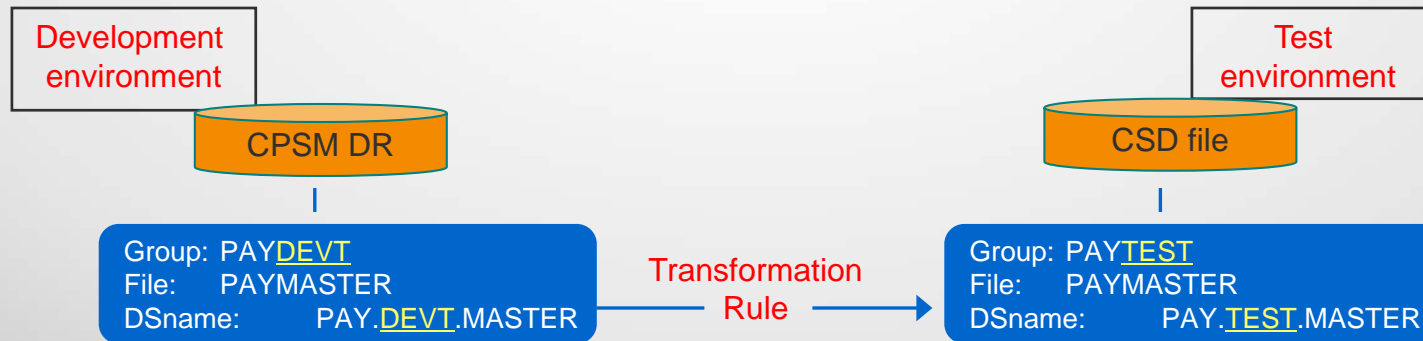 Development
environment
CPSM DR
Group: PAYDEVT
File: PAYMASTER
DSname: PAY.DEVT.MASTER
Transformation
Rule
Test
environment
CSD file
Group: PAYTEST
File: PAYMASTER
DSname: PAY.TEST.MASTER